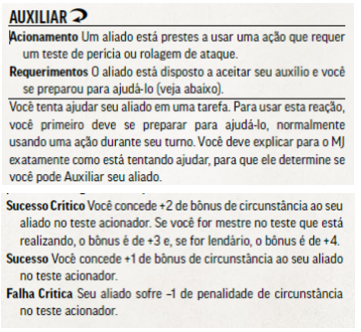 AUXILIAR
Acionamento Um aliado está prestes a usar uma ação que requer
um teste de perícia ou rolagem de ataque.
Requerimentos O aliado está disposto a aceitar seu auxílio e você
se preparou para ajudá-lo (veja abaixo).
Você tenta ajudar seu aliado em uma tarefa. Para usar esta reação,
você primeiro deve se preparar para ajudá-lo, normalmente
usando uma ação durante seu turno. Você deve explicar para o MJ
exatamente como está tentando ajudar, para que ele determine se
você pode Auxiliar seu aliado.
Sucesso Crítico Você concede +2 de bônus de circunstância ao seu
aliado no teste acionador. Se você for mestre no teste que está
realizando, o bônus é de +3 e, se for lendário, o bônus é de +4.
Sucesso Você concede +1 de bônus de circunstância ao seu aliado
no teste acionador.
Falha Crítica Seu aliado sofre –1 de penalidade de circunstância
no teste acionador.